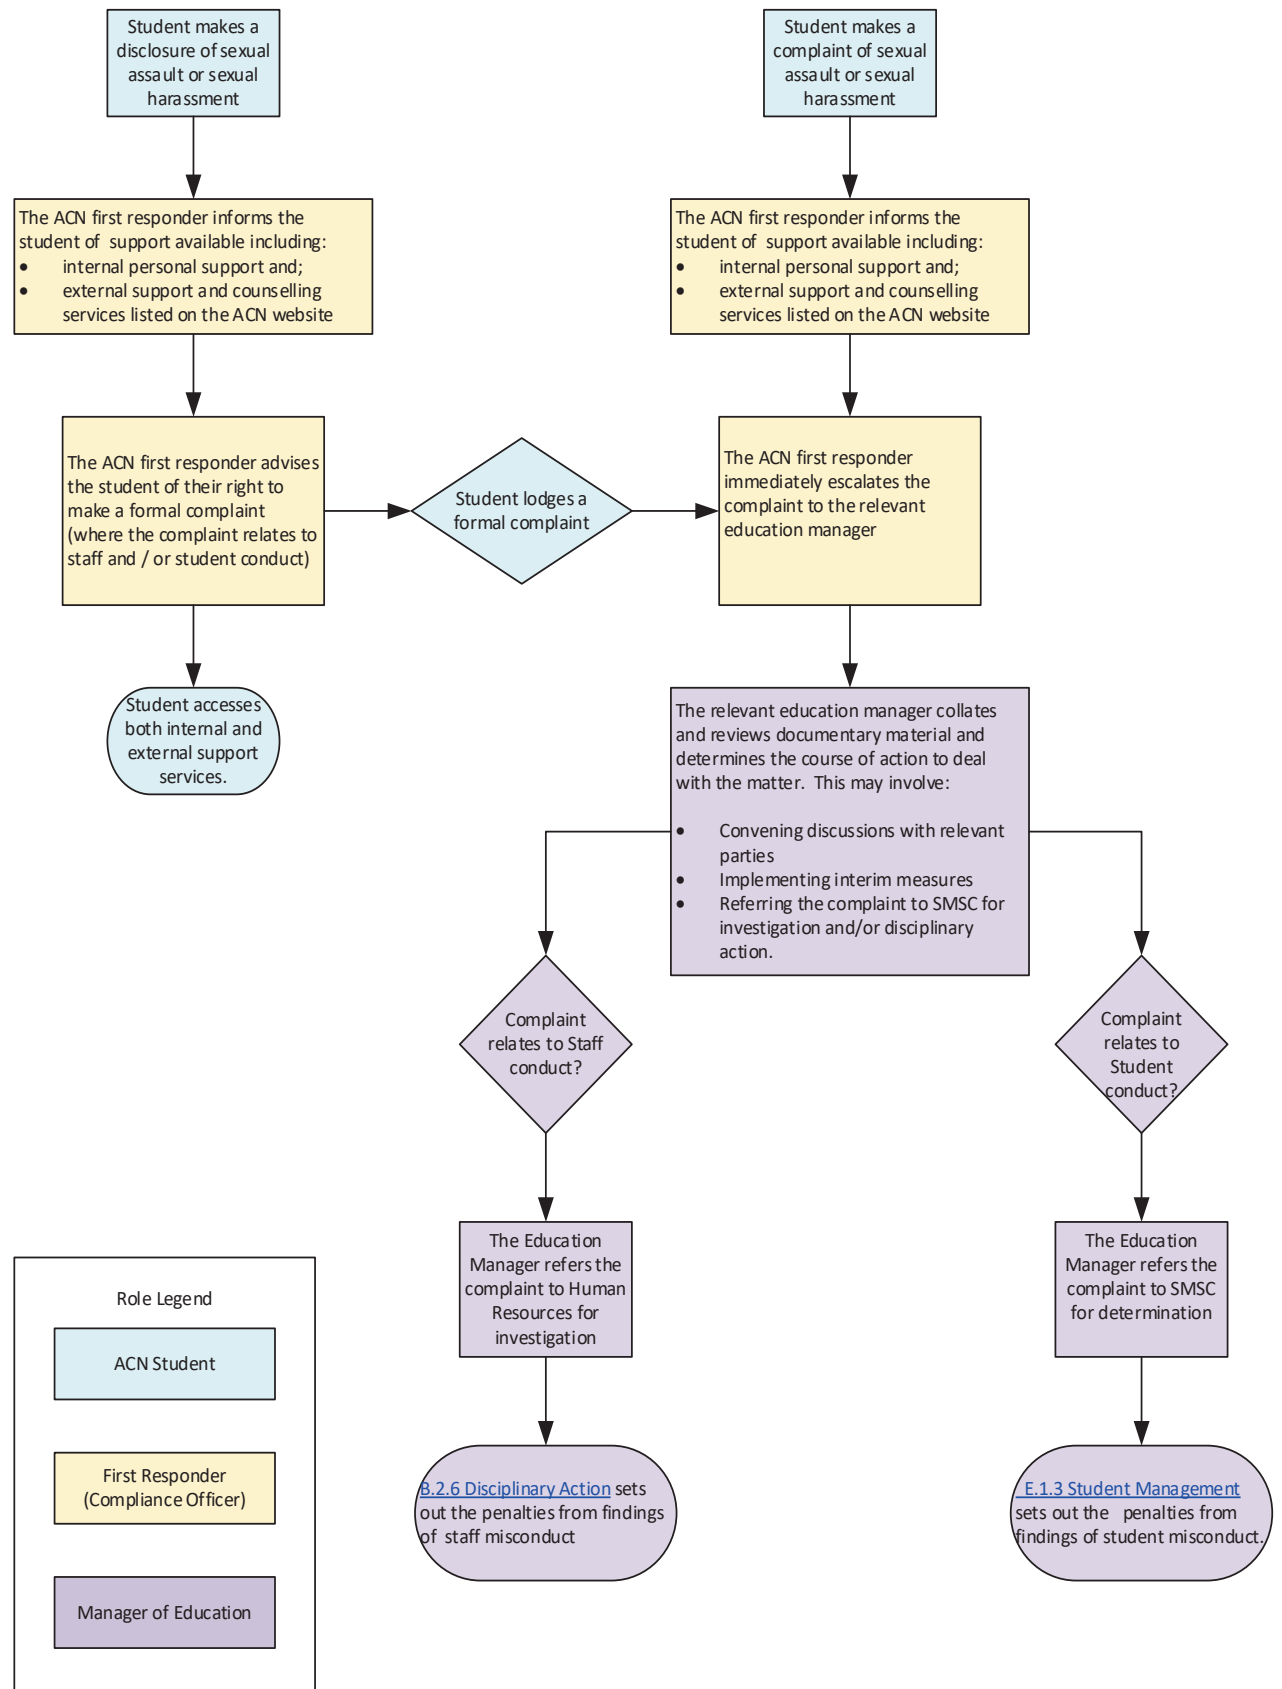 Student makes a
disclosure of sexual
assault or sexual
harassment
Student makes a
complaint of sexual
assault or sexual
harassment
The ACN first responder informs the
student of support available including:
• internal personal support and;
• external support and counselling
services listed on the ACN website
The ACN first responder informs the
student of support available including:
• internal personal support and;
• external support and counselling
services listed on the ACN website
The ACN first responder advises
the student of their right to
make a formal complaint
(where the complaint relates to
staff and / or student conduct)
Student lodges a
formal complaint
The ACN first responder
immediately escalates the
complaint to the relevant
education manager
Student accesses
both internal and
external support
services.
The relevant education manager collates
and reviews documentary material and
determines the course of action to deal
with the matter. This may involve:
• Convening discussions with relevant
parties
• Implementing interim measures
• Referring the complaint to SMSC for
investigation and/or disciplinary
action.
Complaint
relates to Staff
conduct?
Complaint
relates to
Student
conduct?
The Education
Manager refers the
complaint to Human
Resources for
investigation
The Education
Manager refers the
complaint to SMSC
for determination
B.2.6 Disciplinary Action sets
out the penalties from findings
of staff misconduct
E.1.3 Student Management
sets out the penalties from
findings of student misconduct.
Role Legend
ACN Student
First Responder
(Compliance Officer)
Manager of Education